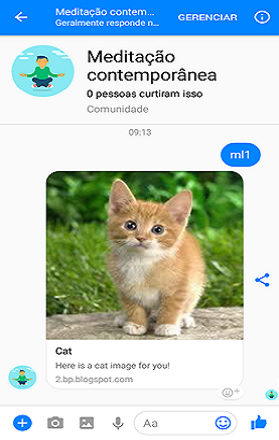 Meditação contem...
Geralmente responde n...
GERENCIAR
Meditação
contemporânea
0 pessoas curtiram isso
Comunidade
09:13
ml1
Cat
Here is a cat image for you!
2.bp.blogspot.com
Aa